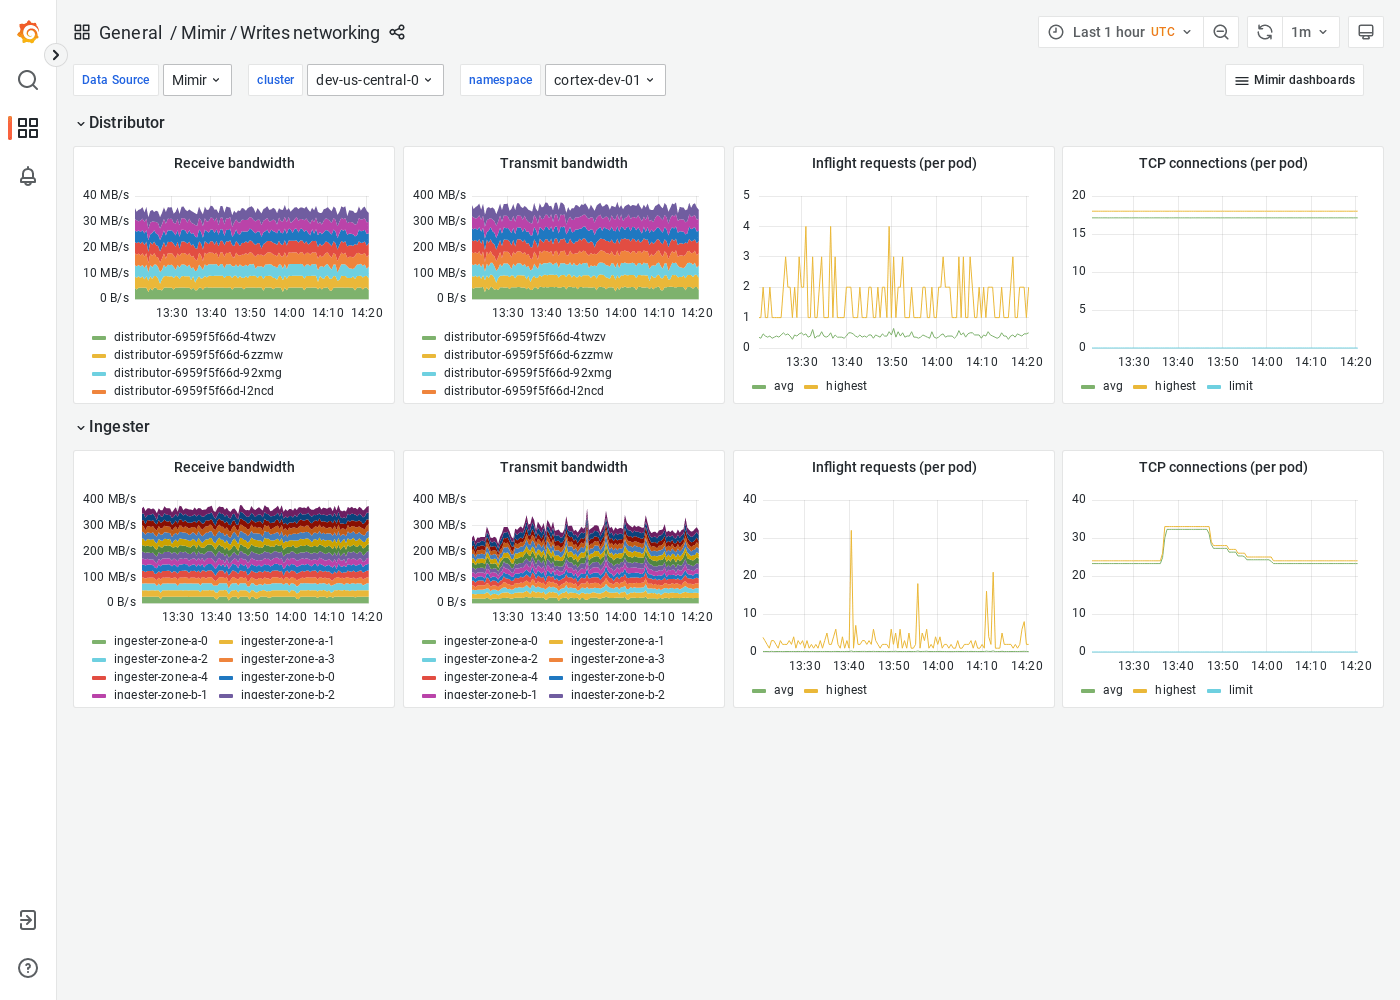 General / Mimir / Writes networking
Last 1 hour UTC
1m
Data Source Mimir
cluster dev-us-central-0
namespace cortex-dev-01
Mimir dashboards
Distributor
Receive bandwidth
40 MB/s
30 MB/s
20 MB/s
10 MB/s
0 B/s
13:30 13:40 13:50 14:00 14:10 14:20
distributor-6959f5f66d-4twzv
distributor-6959f5f66d-6zzmw
distributor-6959f5f66d-92xmg
distributor-6959f5f66d-l2ncd
Transmit bandwidth
400 MB/s
300 MB/s
200 MB/s
100 MB/s
0 B/s
13:30 13:40 13:50 14:00 14:10 14:20
distributor-6959f5f66d-4twzv
distributor-6959f5f66d-6zzmw
distributor-6959f5f66d-92xmg
distributor-6959f5f66d-l2ncd
Inflight requests (per pod)
5
4
3
2
1
0
13:30 13:40 13:50 14:00 14:10 14:20
avg highest
TCP connections (per pod)
20
15
10
5
0
13:30 13:40 13:50 14:00 14:10 14:20
avg highest limit
Ingester
Receive bandwidth
400 MB/s
300 MB/s
200 MB/s
100 MB/s
0 B/s
13:30 13:40 13:50 14:00 14:10 14:20
ingester-zone-a-0 ingester-zone-a-1
ingester-zone-a-2 ingester-zone-a-3
ingester-zone-a-4 ingester-zone-b-0
ingester-zone-b-1 ingester-zone-b-2
Transmit bandwidth
400 MB/s
300 MB/s
200 MB/s
100 MB/s
0 B/s
13:30 13:40 13:50 14:00 14:10 14:20
ingester-zone-a-0 ingester-zone-a-1
ingester-zone-a-2 ingester-zone-a-3
ingester-zone-a-4 ingester-zone-b-0
ingester-zone-b-1 ingester-zone-b-2
Inflight requests (per pod)
40
30
20
10
0
13:30 13:40 13:50 14:00 14:10 14:20
avg highest
TCP connections (per pod)
40
30
20
10
0
13:30 13:40 13:50 14:00 14:10 14:20
avg highest limit